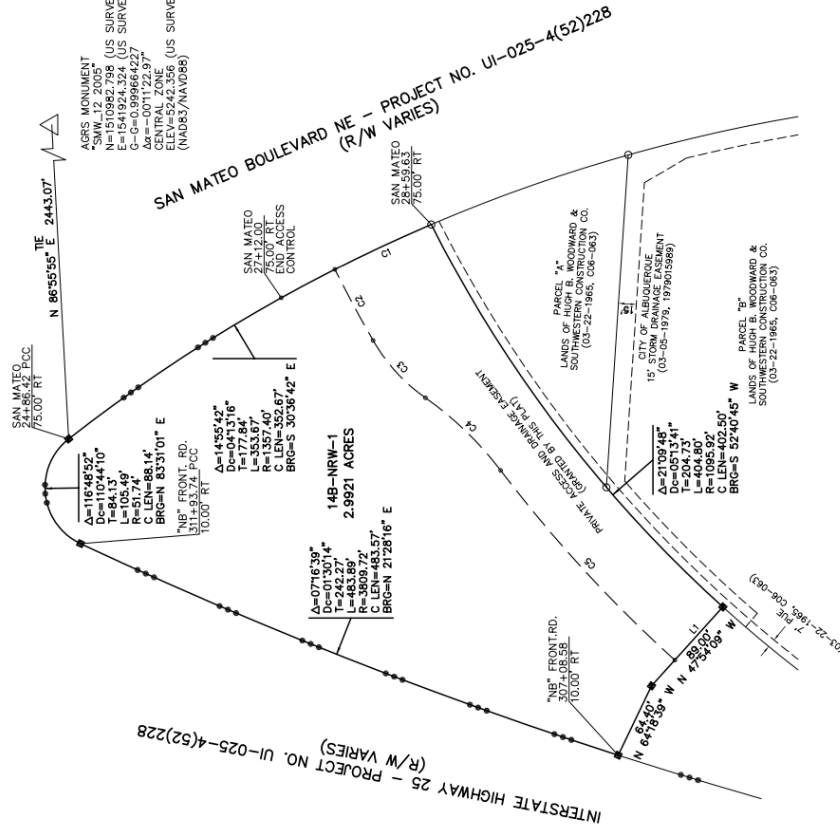 AGRS MONUMENT
"SMW_12 2005"
N=1510982.798 (US SURVE
E=1541924.324 (US SURVE
G-G=0.999664227
Δα=-00°11'22.97"
CENTRAL ZONE
ELEV=5242.356 (US SURVE
(NAD83/NAVD88)
TIE
N 86°55'55" E 2443.07'
SAN MATEO
24+86.42 PCC
75.00' RT
SAN MATEO BOULEVARD NE - PROJECT NO. UI-025-4(52)228
(R/W VARIES)
SAN MATEO
27+12.00
75.00' RT
END ACCESS
CONTROL
SAN MATEO
28+59.63
75.00' RT
Δ=116°48'52"
Dc=110°44'10"
T=84.13'
L=105.49'
R=51.74'
C LEN=88.14'
BRG=N 83°31'01" E
"NB" FRONT. RD.
311+93.74 PCC
10.00' RT
Δ=14°55'42"
Dc=04°13'16"
T=177.84'
L=353.67'
R=1357.40'
C LEN=352.67'
BRG=S 30°36'42" E
14B-NRW-1
2.9921 ACRES
Δ=07°16'39"
Dc=01°30'14"
T=242.27'
L=483.89'
R=3809.72'
C LEN=483.57'
BRG=N 21°28'16" E
C1
C2
C3
C4
C5
PRIVATE ACCESS AND DRAINAGE EASEMENT
(GRANTED BY THIS PLAT)
PARCEL "A"
LANDS OF HUGH B. WOODWARD &
SOUTHWESTERN CONSTRUCTION CO.
(03-22-1965, C06-063)
15'
CITY OF ALBUQUERQUE
15' STORM DRAINAGE EASEMENT
(03-05-1979, 1979015989)
PARCEL "B"
LANDS OF HUGH B. WOODWARD &
SOUTHWESTERN CONSTRUCTION CO.
(03-22-1965, C06-063)
Δ=21°09'48"
Dc=05°13'41"
T=204.73'
L=404.80'
R=1095.92'
C LEN=402.50'
BRG=S 52°40'45" W
"NB" FRONT.RD.
307+08.58
10.00' RT
64.40'
N 64°18'39" W
L1
89.00'
N 47°54'09" W
7' PUE
(03-22-1965, C06-063)
INTERSTATE HIGHWAY 25 - PROJECT NO. UI-025-4(52)228
(R/W VARIES)